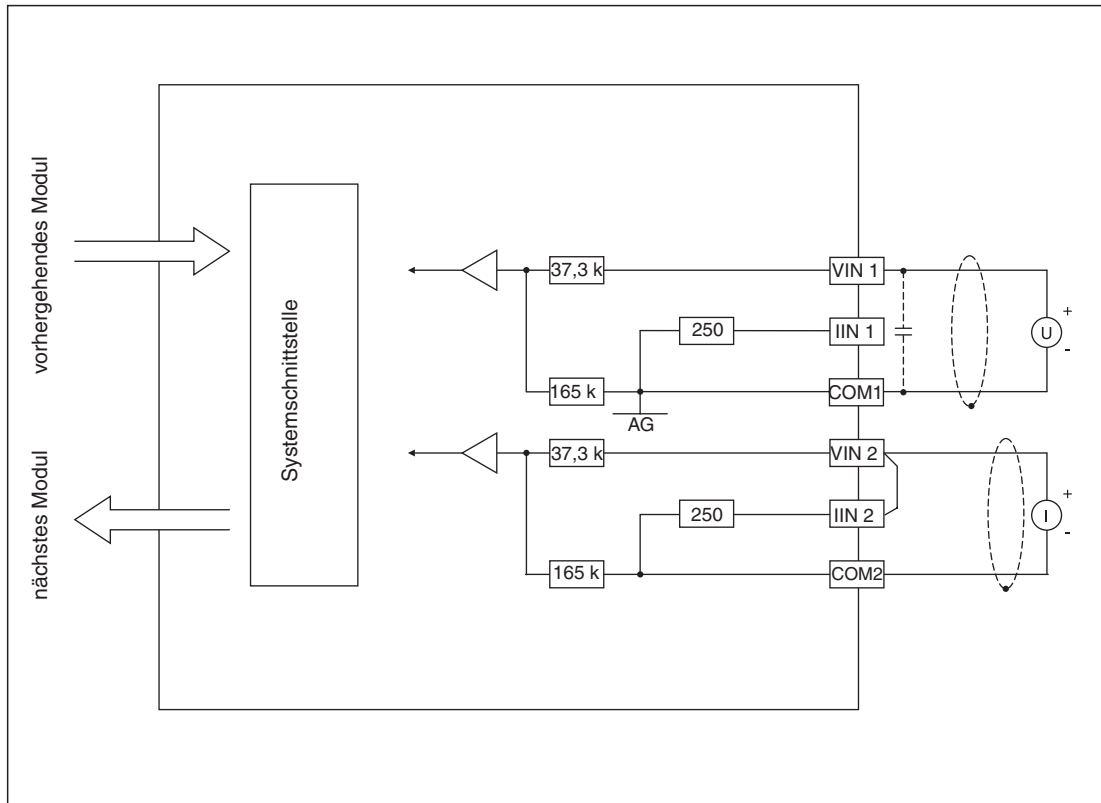 vorhergehendes Modul
nächstes Modul
Systemschnittstelle
37,3 k
VIN 1
250
IIN 1
165 k
COM1
AG
U
+
-
37,3 k
VIN 2
250
IIN 2
165 k
COM2
I
+
-